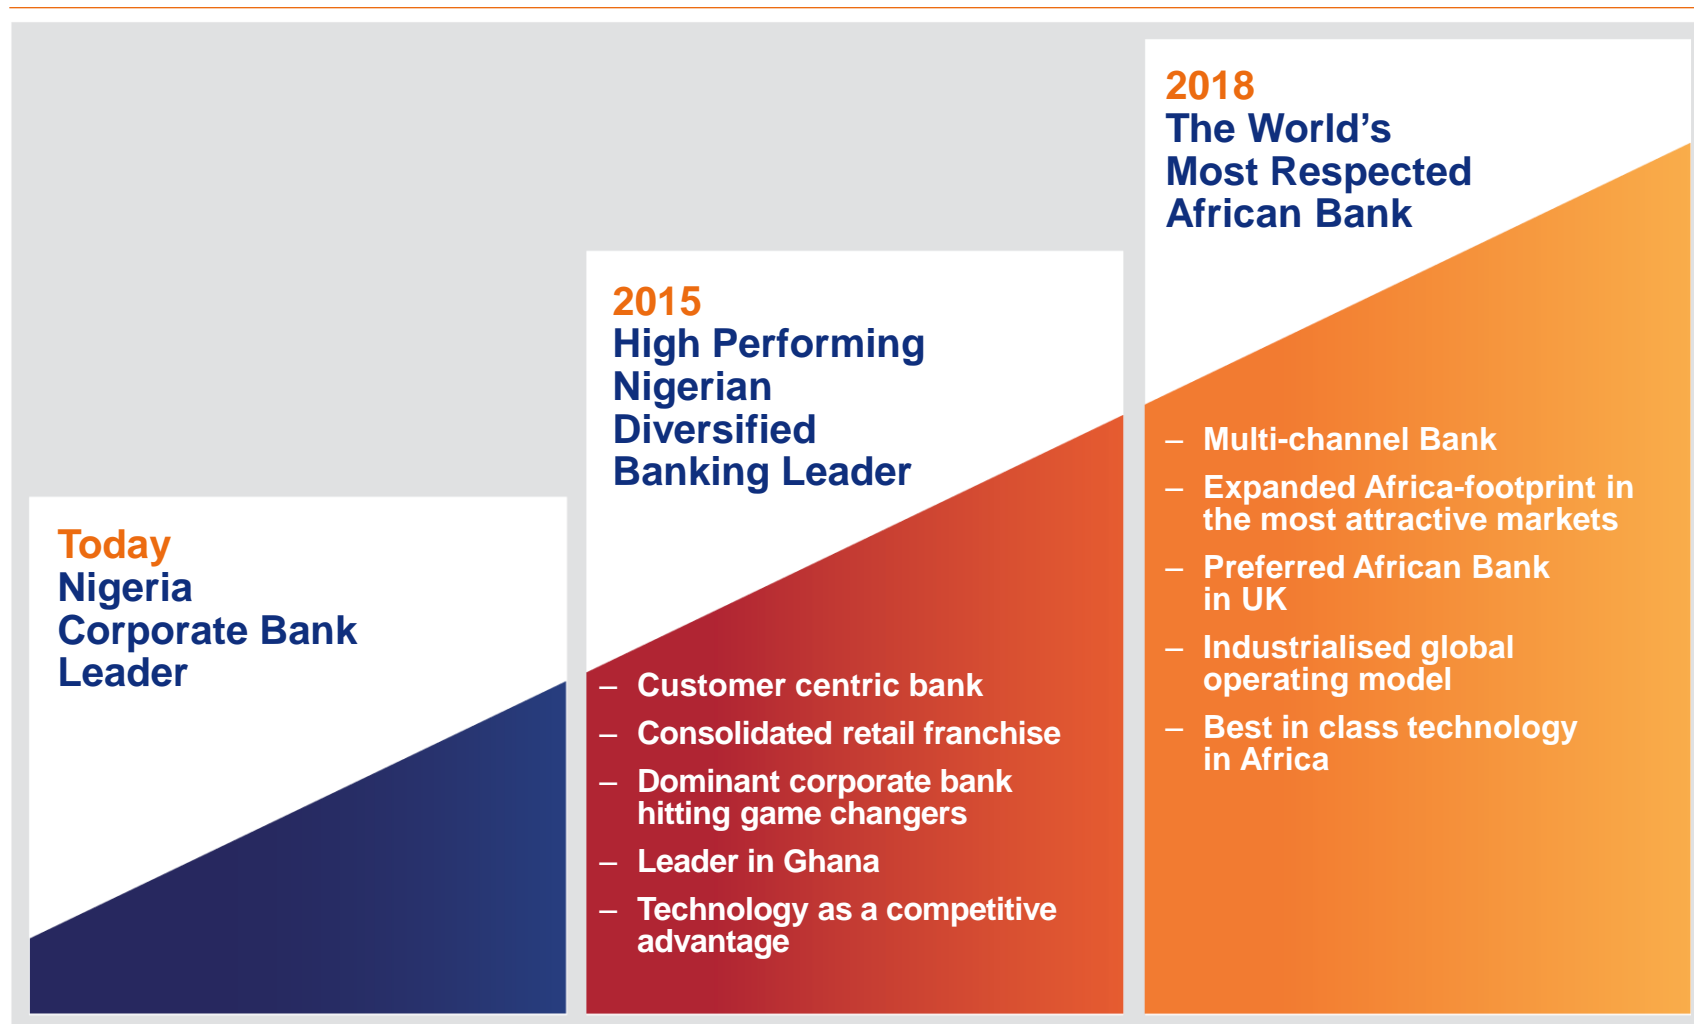 Today
Nigeria
Corporate Bank
Leader
2015
High Performing
Nigerian
Diversified
Banking Leader
– Customer centric bank
– Consolidated retail franchise
– Dominant corporate bank
hitting game changers
– Leader in Ghana
– Technology as a competitive
advantage
2018
The World’s
Most Respected
African Bank
– Multi-channel Bank
– Expanded Africa-footprint in
the most attractive markets
– Preferred African Bank
in UK
– Industrialised global
operating model
– Best in class technology
in Africa